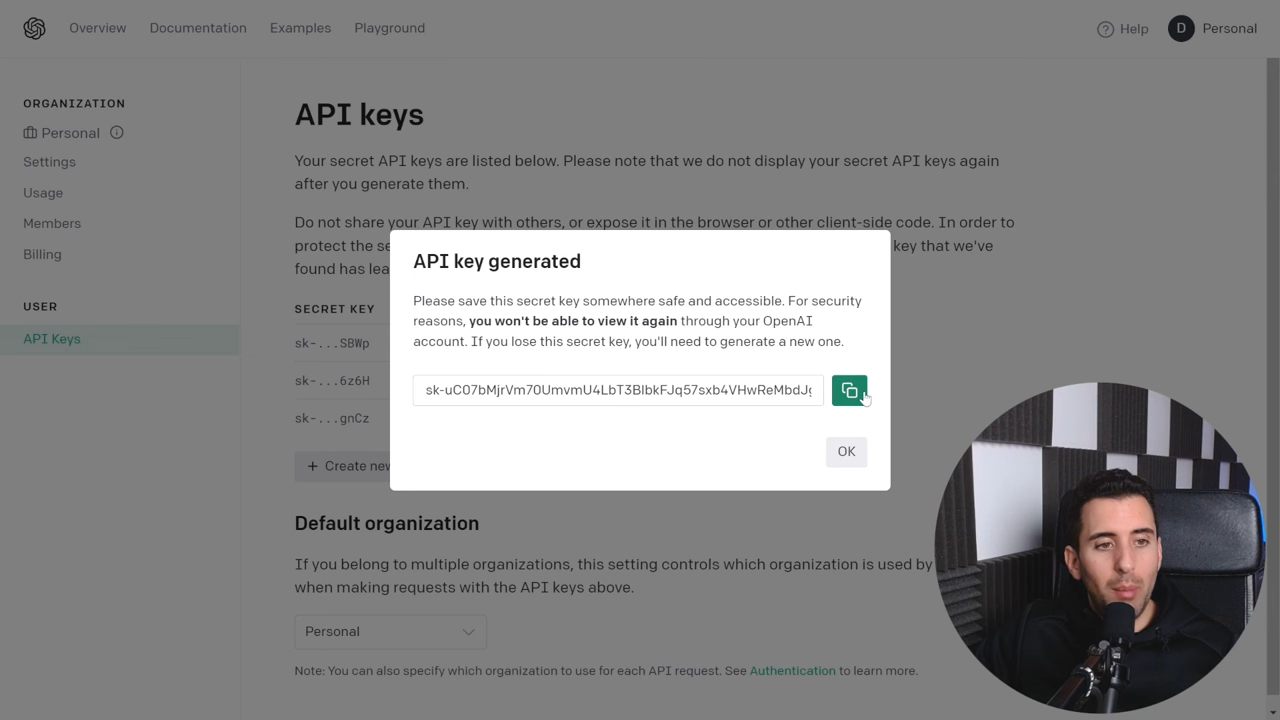 Overview Documentation Examples Playground Help D Personal
ORGANIZATION
Personal
Settings
Usage
Members
Billing
USER
API Keys
API keys
Your secret API keys are listed below. Please note that we do not display your secret API keys again
after you generate them.
Do not share your API key with others, or expose it in the browser or other client-side code. In order to
protect the se key that we've
found has lea
SECRET KEY
sk-...SBWp
sk-...6z6H
sk-...gnCz
+ Create new
API key generated
Please save this secret key somewhere safe and accessible. For security
reasons, you won't be able to view it again through your OpenAI
account. If you lose this secret key, you'll need to generate a new one.
OK
Default organization
If you belong to multiple organizations, this setting controls which organization is used by
when making requests with the API keys above.
Personal
Note: You can also specify which organization to use for each API request. See Authentication to learn more.